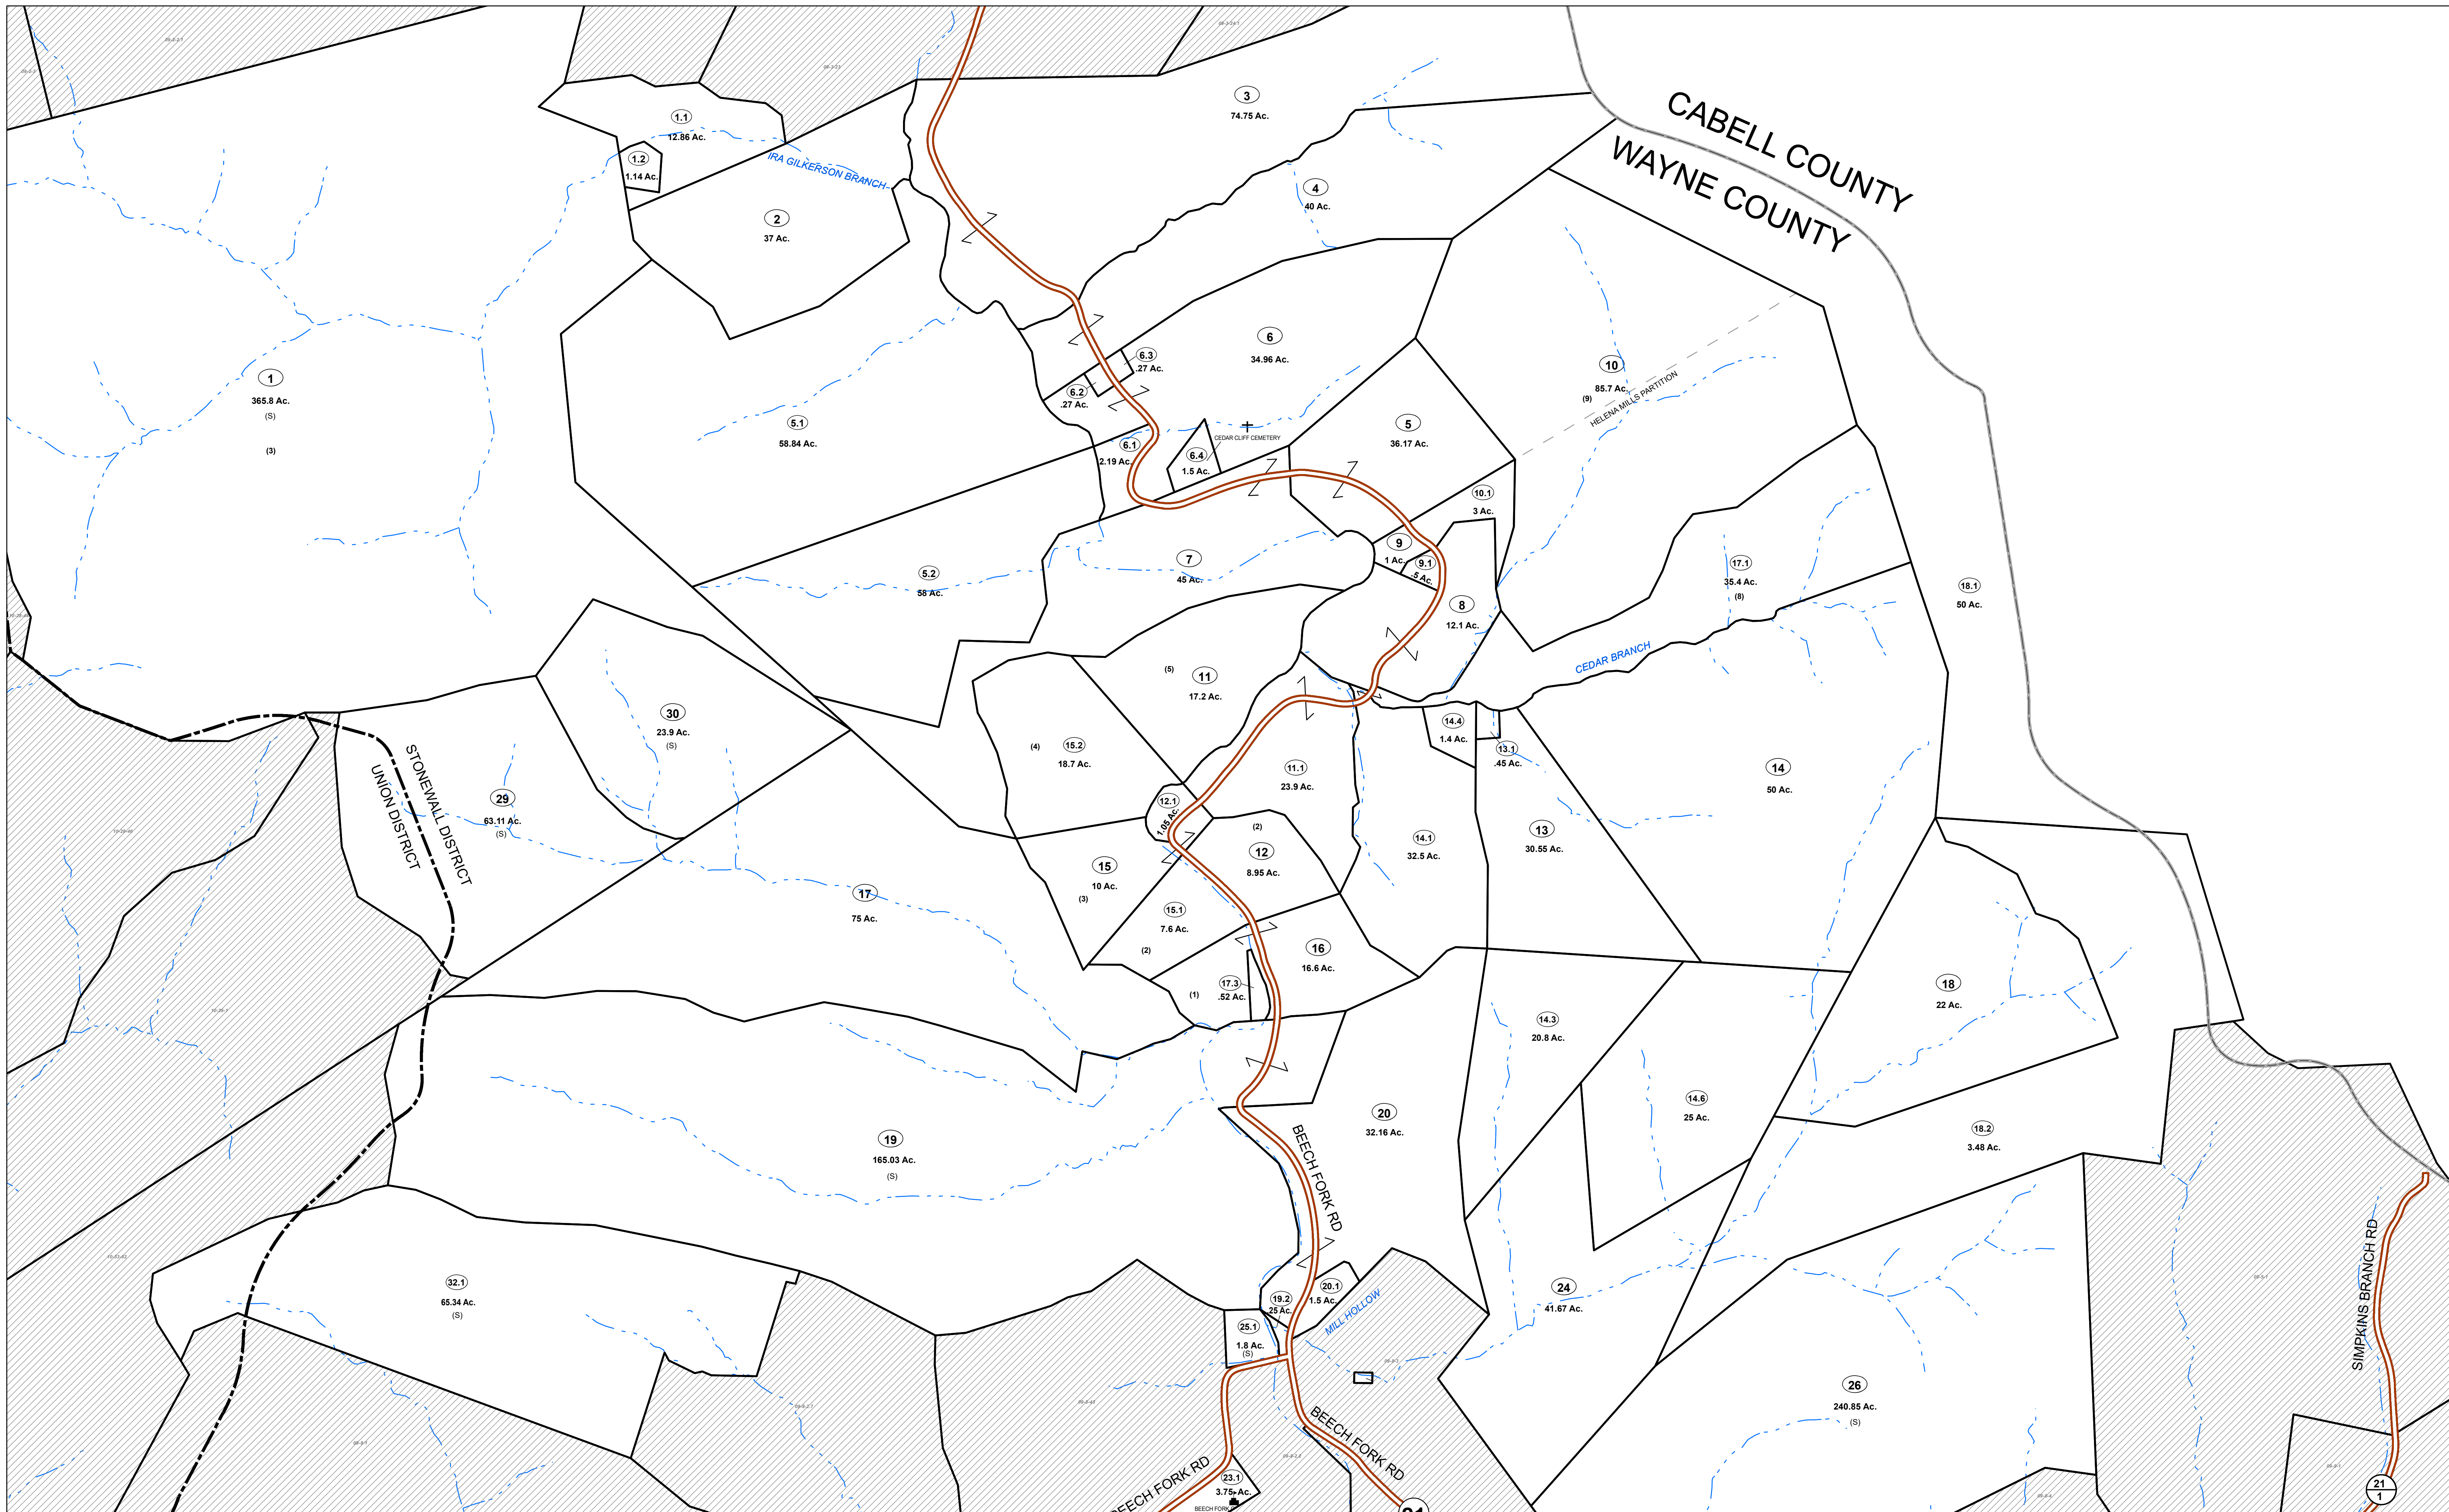 09-3-24.1
09-3-23
3
74.75 Ac.
CABELL COUNTY
WAYNE COUNTY
1.1
12.86 Ac.
1.2
1.14 Ac.
IRA GILKERSON BRANCH
2
37 Ac.
4
40 Ac.
6
34.96 Ac.
6.3
.27 Ac.
6.2
.27 Ac.
10
85.7 Ac.
(9)
HELENA MILLS PARTITION
1
365.8 Ac.
(S)
(3)
5.1
58.84 Ac.
5
36.17 Ac.
CEDAR CLIFF CEMETERY
6.1
2.19 Ac.
6.4
1.5 Ac.
10.1
3 Ac.
9
1 Ac.
9.1
.5 Ac.
7
45 Ac.
5.2
58 Ac.
17.1
35.4 Ac.
(8)
18.1
50 Ac.
8
12.1 Ac.
CEDAR BRANCH
(5)
11
17.2 Ac.
30
23.9 Ac.
(S)
14.4
1.4 Ac.
13.1
.45 Ac.
(4)
15.2
18.7 Ac.
11.1
23.9 Ac.
14
50 Ac.
STONEWALL DISTRICT
UNION DISTRICT
29
63.11 Ac.
(S)
12.1
1.05 Ac.
(2)
12
8.95 Ac.
14.1
32.5 Ac.
13
30.55 Ac.
15
10 Ac.
(3)
17
75 Ac.
15.1
7.6 Ac.
(2)
16
16.6 Ac.
17.3
.52 Ac.
(1)
18
22 Ac.
14.3
20.8 Ac.
14.6
25 Ac.
20
32.16 Ac.
18.2
3.48 Ac.
19
165.03 Ac.
(S)
BEECH FORK RD
32.1
65.34 Ac.
(S)
19.2
.25 Ac.
20.1
1.5 Ac.
MILL HOLLOW
25.1
1.8 Ac.
(S)
24
41.67 Ac.
SIMPKINS BRANCH RD
26
240.85 Ac.
(S)
BEECH FORK RD
BEECH FORK RD
23.1
3.75 Ac.
BEECH FORK
21
1